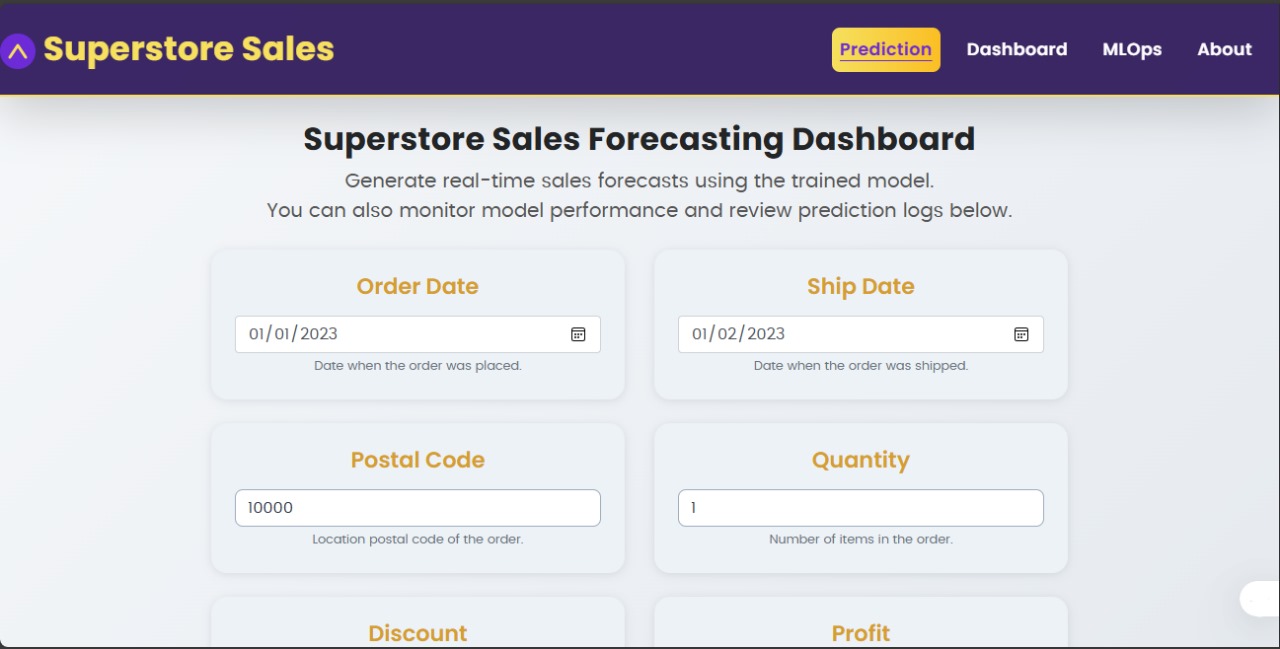 Superstore Sales
Prediction Dashboard MLOps About
Superstore Sales Forecasting Dashboard
Generate real-time sales forecasts using the trained model.
You can also monitor model performance and review prediction logs below.
Order Date
01/01/2023
Date when the order was placed.
Ship Date
01/02/2023
Date when the order was shipped.
Postal Code
10000
Location postal code of the order.
Quantity
1
Number of items in the order.
Discount
Profit